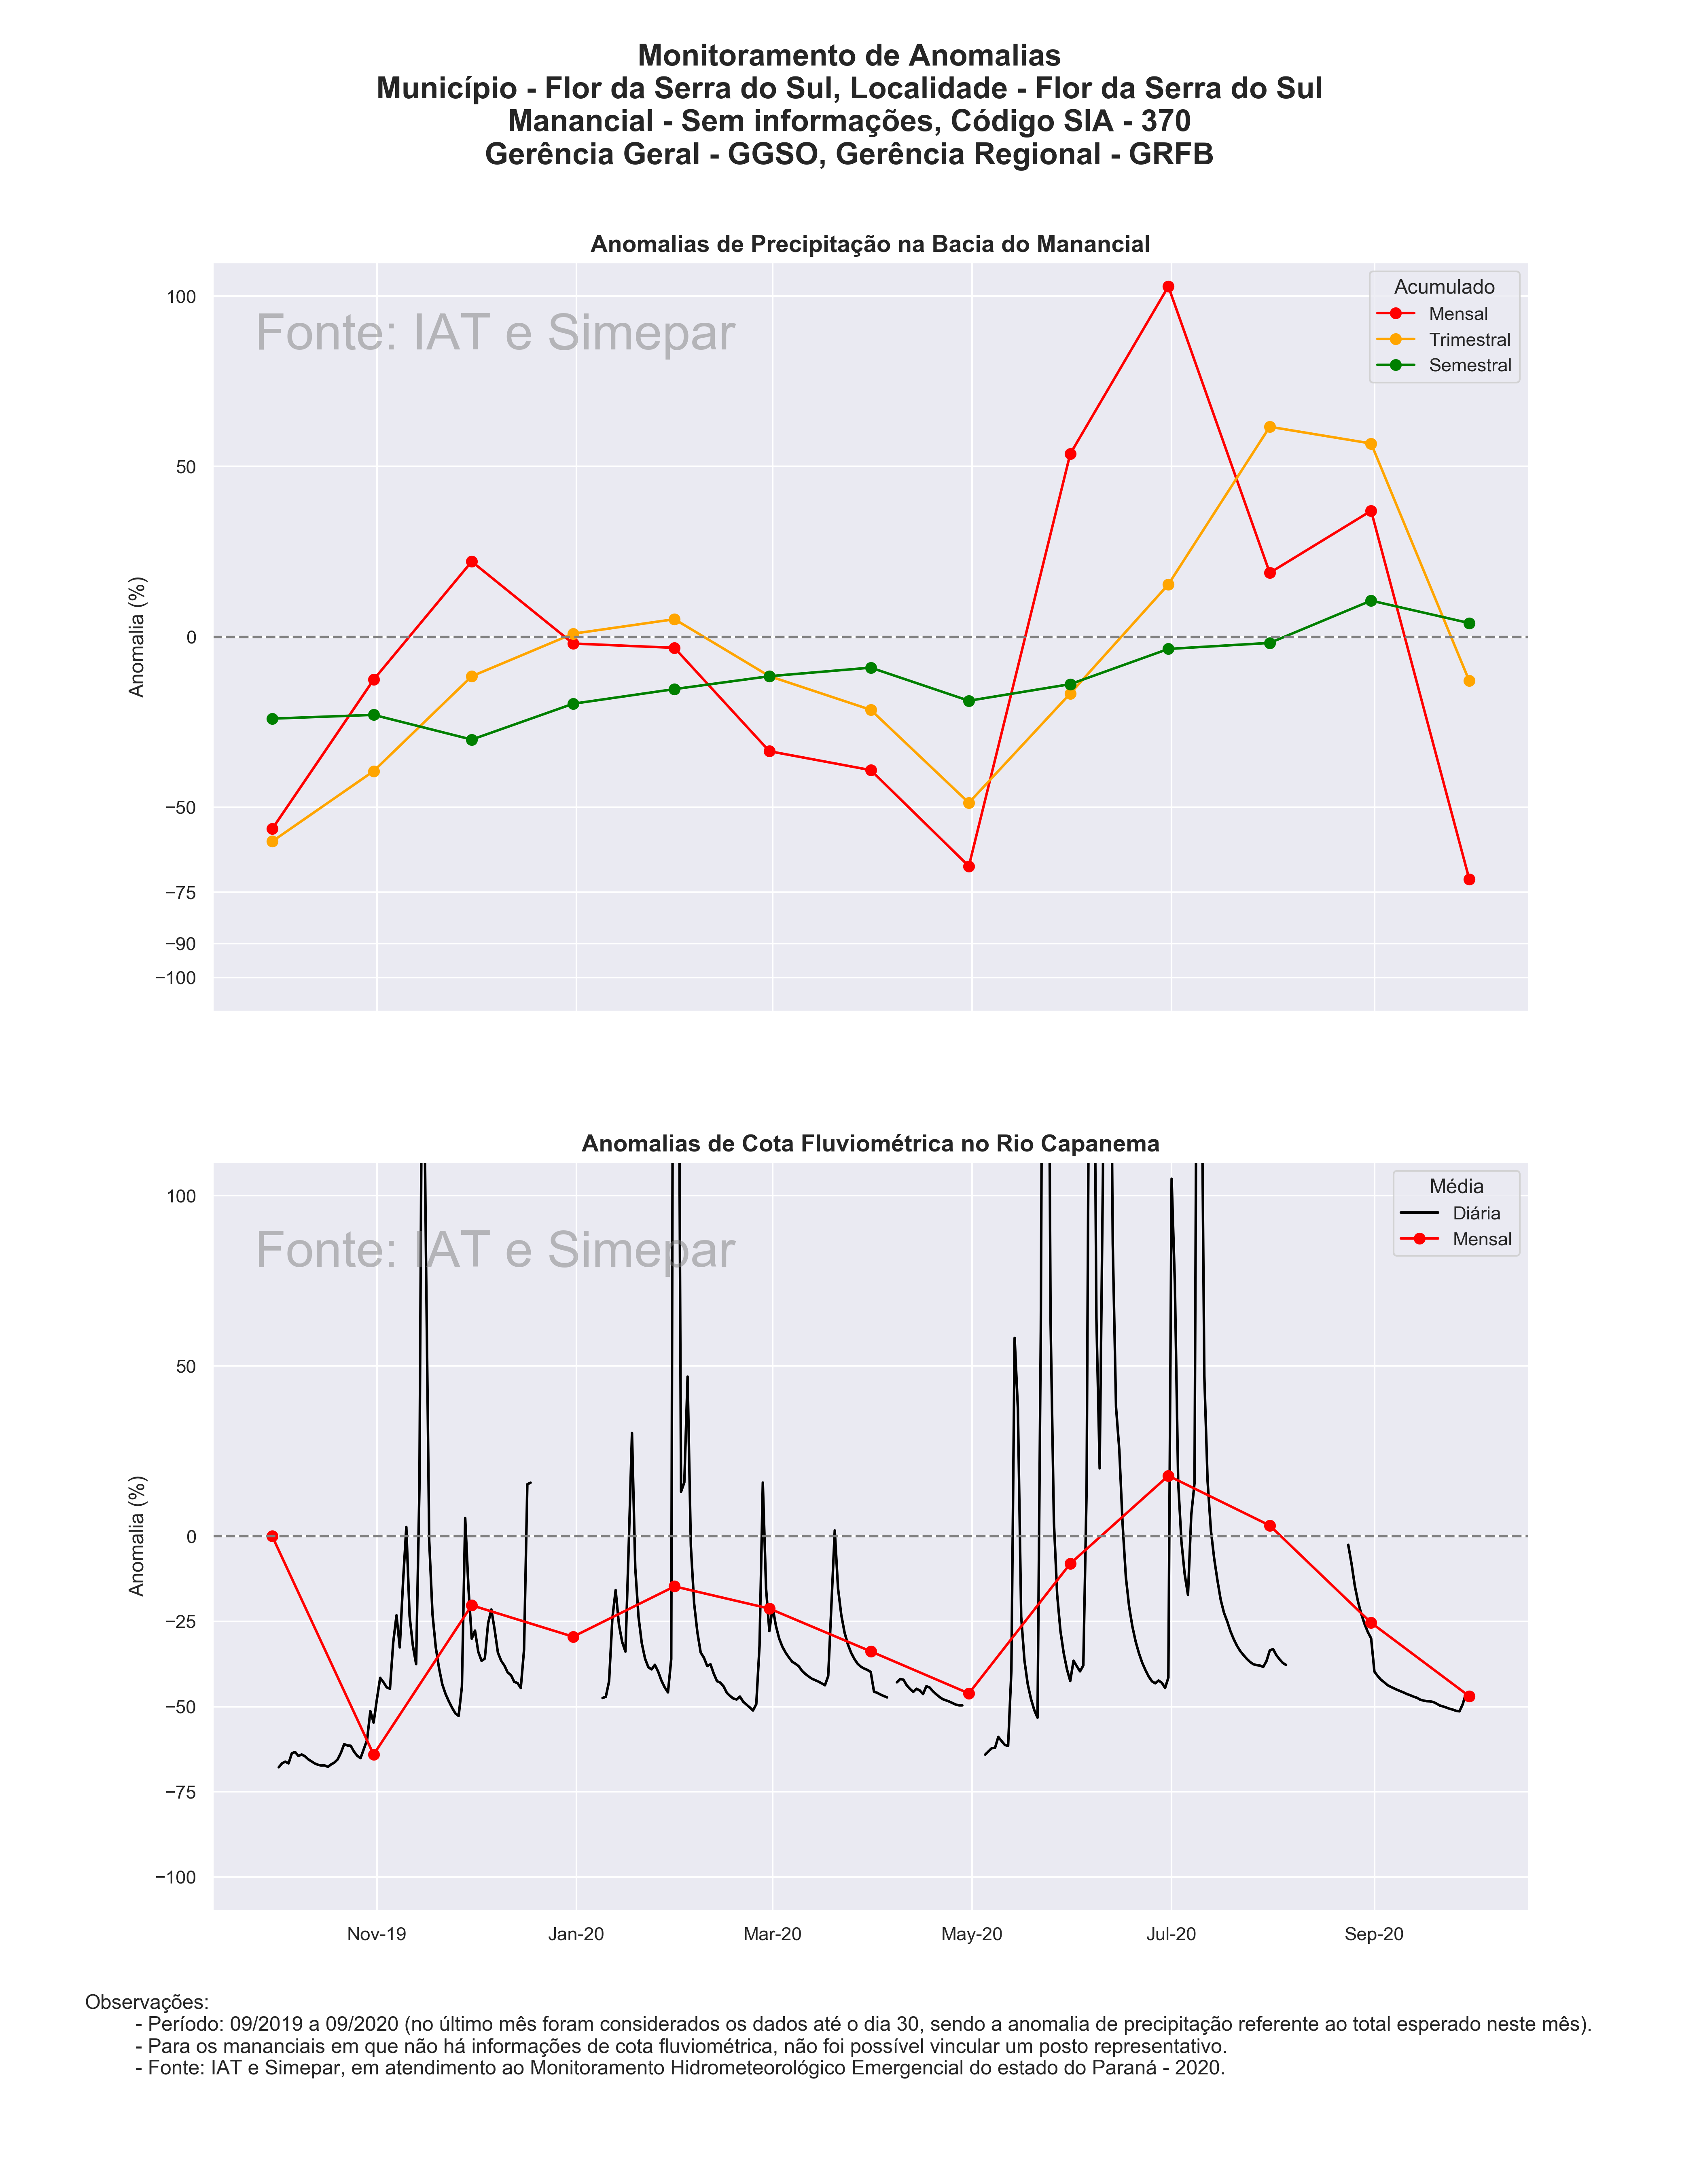 Monitoramento de Anomalias
Município - Flor da Serra do Sul, Localidade - Flor da Serra do Sul
Manancial - Sem informações, Código SIA - 370
Gerência Geral - GGSO, Gerência Regional - GRFB
Anomalias de Precipitação na Bacia do Manancial
Fonte: IAT e Simepar
Acumulado
Mensal
Trimestral
Semestral
Anomalia (%)
100
50
0
−50
−75
−90
−100
Anomalias de Cota Fluviométrica no Rio Capanema
Fonte: IAT e Simepar
Média
Diária
Mensal
Anomalia (%)
100
50
0
−25
−50
−75
−100
Nov-19 Jan-20 Mar-20 May-20 Jul-20 Sep-20
Observações:
- Período: 09/2019 a 09/2020 (no último mês foram considerados os dados até o dia 30, sendo a anomalia de precipitação referente ao total esperado neste mês).
- Para os mananciais em que não há informações de cota fluviométrica, não foi possível vincular um posto representativo.
- Fonte: IAT e Simepar, em atendimento ao Monitoramento Hidrometeorológico Emergencial do estado do Paraná - 2020.